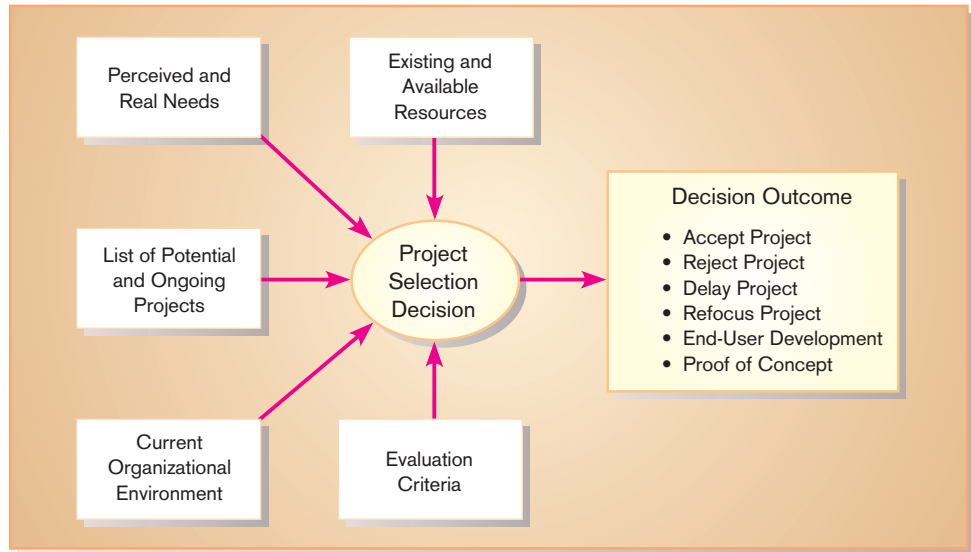 Perceived and
Real Needs
Existing and
Available
Resources
List of Potential
and Ongoing
Projects
Project
Selection
Decision
Decision Outcome
• Accept Project
• Reject Project
• Delay Project
• Refocus Project
• End-User Development
• Proof of Concept
Current
Organizational
Environment
Evaluation
Criteria